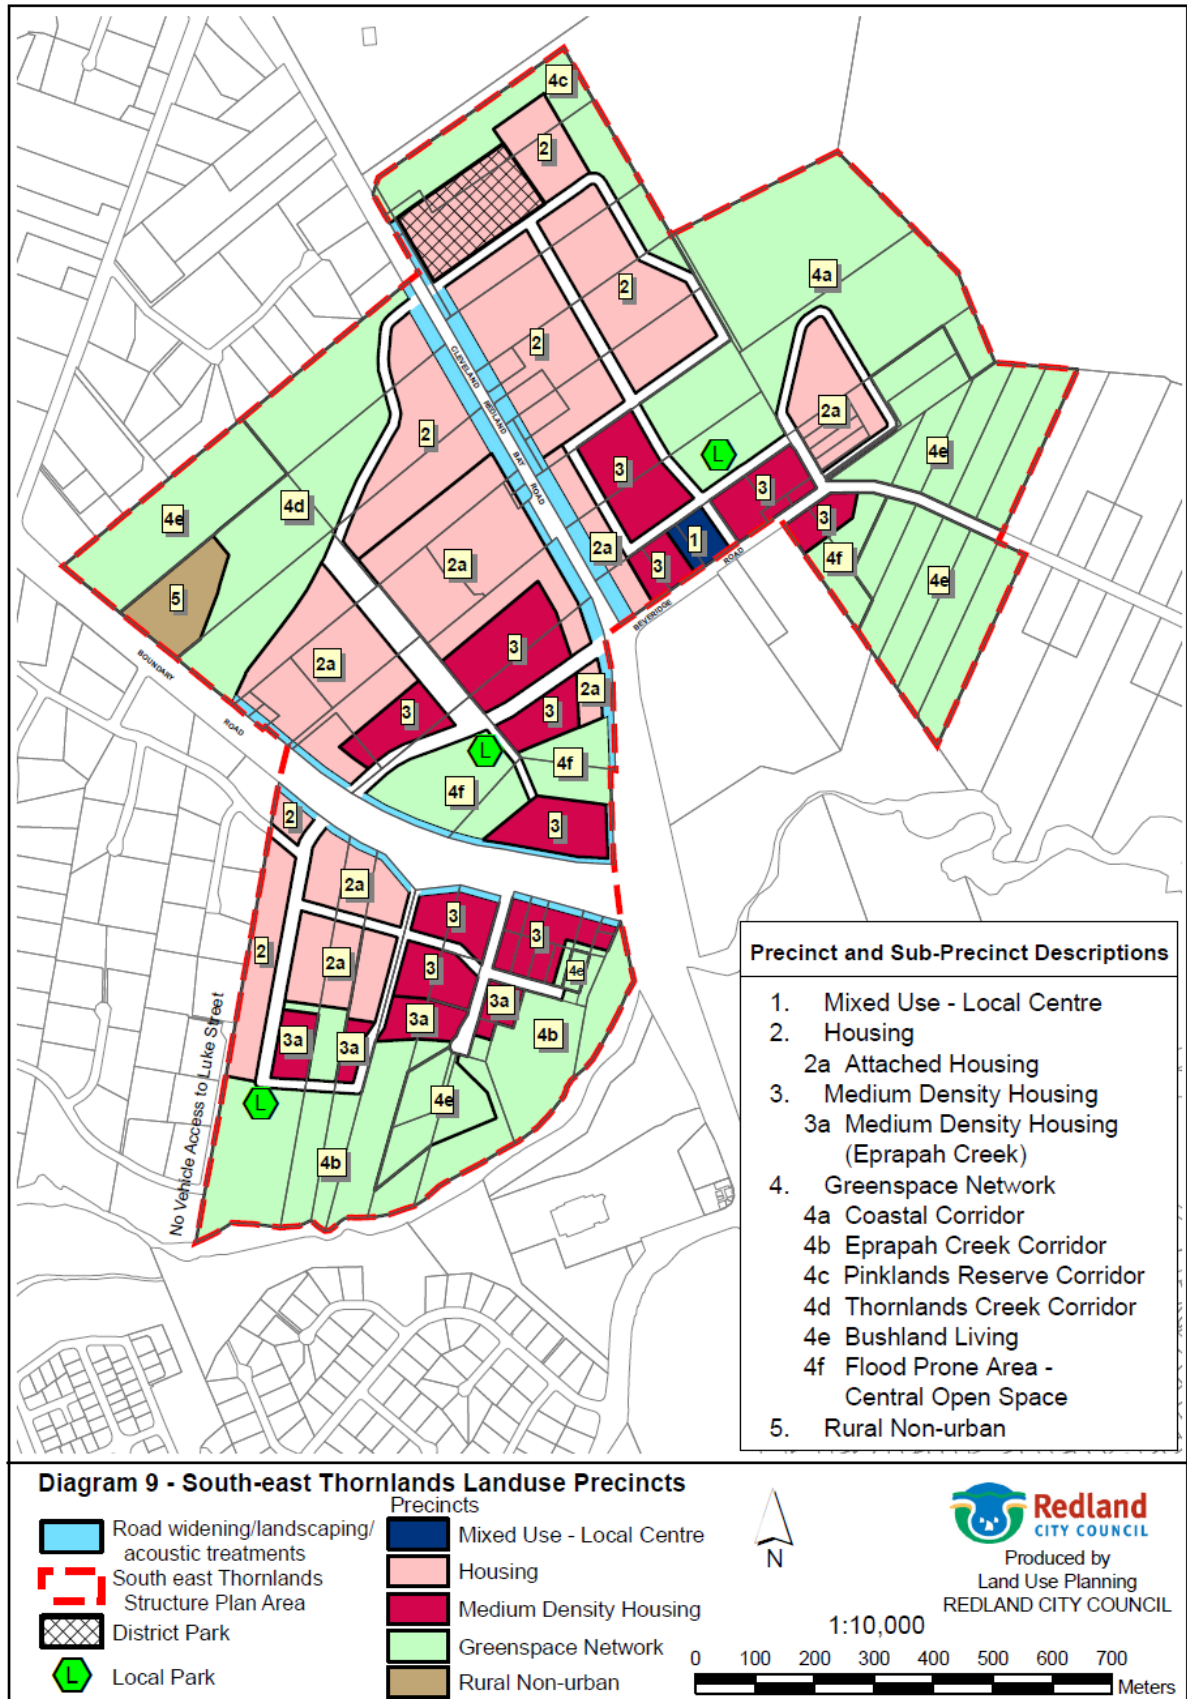 4c
2
4a
2
2
CLEVELAND REDLAND BAY ROAD
2a
2
L
4e
3
3
4d
4e
3
2a
1
4f
2a
3
ROAD
4e
5
BEVERIDGE
3
2a
BOUNDARY
2a
3
3
ROAD
L
4f
4f
3
2
2a
3
3
2
2a
3
4e
3a
3a
4b
3a
3a
4e
L
4b
No Vehicle Access to Luke Street
Precinct and Sub-Precinct Descriptions
1. Mixed Use - Local Centre
2. Housing
2a Attached Housing
3. Medium Density Housing
3a Medium Density Housing
(Eprapah Creek)
4. Greenspace Network
4a Coastal Corridor
4b Eprapah Creek Corridor
4c Pinklands Reserve Corridor
4d Thornlands Creek Corridor
4e Bushland Living
4f Flood Prone Area -
Central Open Space
5. Rural Non-urban
Diagram 9 - South-east Thornlands Landuse Precincts
Road widening/landscaping/
acoustic treatments
South east Thornlands
Structure Plan Area
District Park
L Local Park
Precincts
Mixed Use - Local Centre
Housing
Medium Density Housing
Greenspace Network
Rural Non-urban
N
Redland
CITY COUNCIL
Produced by
Land Use Planning
REDLAND CITY COUNCIL
1:10,000
0 100 200 300 400 500 600 700
Meters